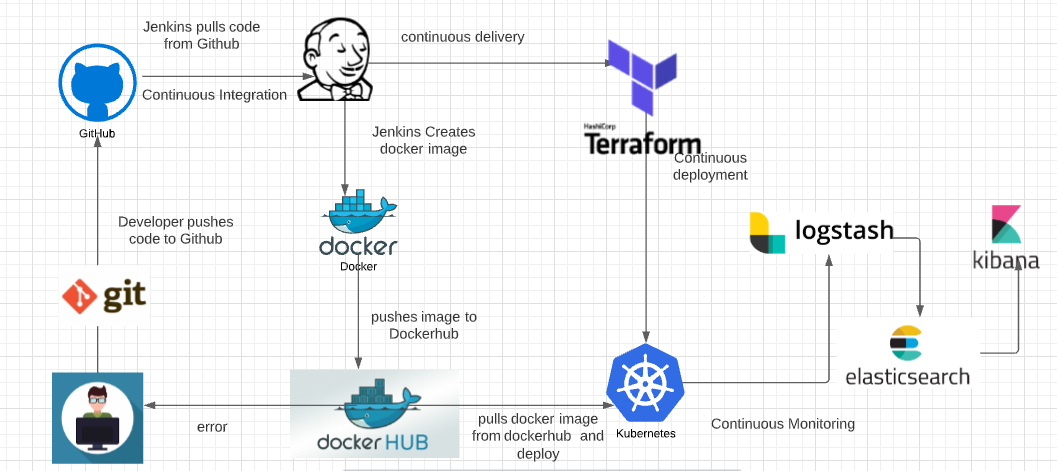 Jenkins pulls code
from Github
continuous delivery
Continuous Integration
GitHub
HashiCorp
Terraform
Jenkins Creates
docker image
Continuous
deployment
docker
Docker
Developer pushes
code to Github
git
logstash
kibana
pushes image to
Dockerhub
elasticsearch
docker HUB
error
pulls docker image
from dockerhub and
deploy
Kubernetes
Continuous Monitoring